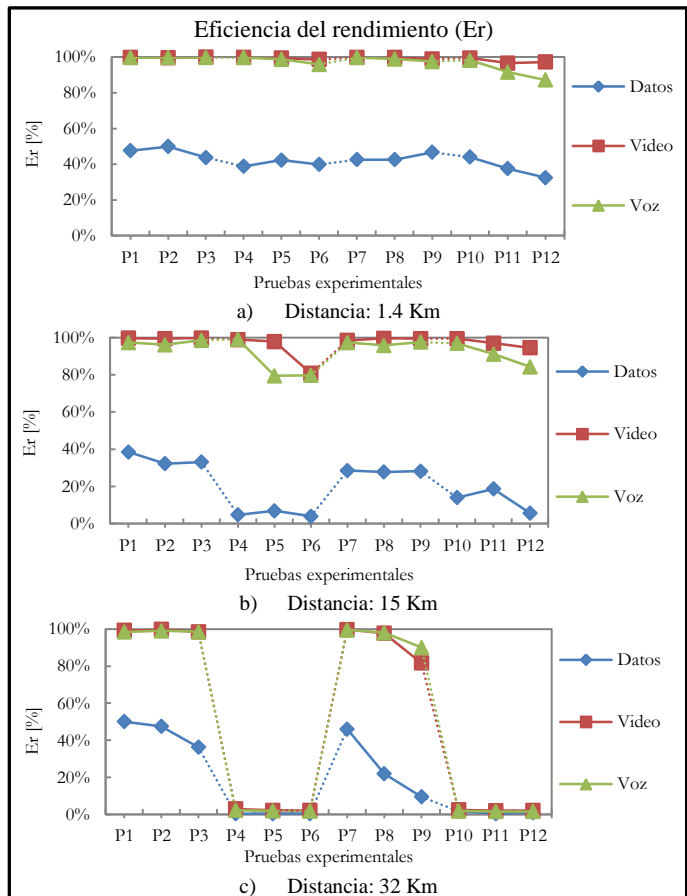 Eficiencia del rendimiento (Er)
100%
80%
60%
40%
20%
0%
Er [%]
P1 P2 P3 P4 P5 P6 P7 P8 P9 P10 P11 P12
Pruebas experimentales
Datos
Video
Voz
a) Distancia: 1.4 Km
100%
80%
60%
40%
20%
0%
Er [%]
P1 P2 P3 P4 P5 P6 P7 P8 P9 P10 P11 P12
Pruebas experimentales
Datos
Video
Voz
b) Distancia: 15 Km
100%
80%
60%
40%
20%
0%
Er [%]
P1 P2 P3 P4 P5 P6 P7 P8 P9 P10 P11 P12
Pruebas experimentales
Datos
Video
Voz
c) Distancia: 32 Km